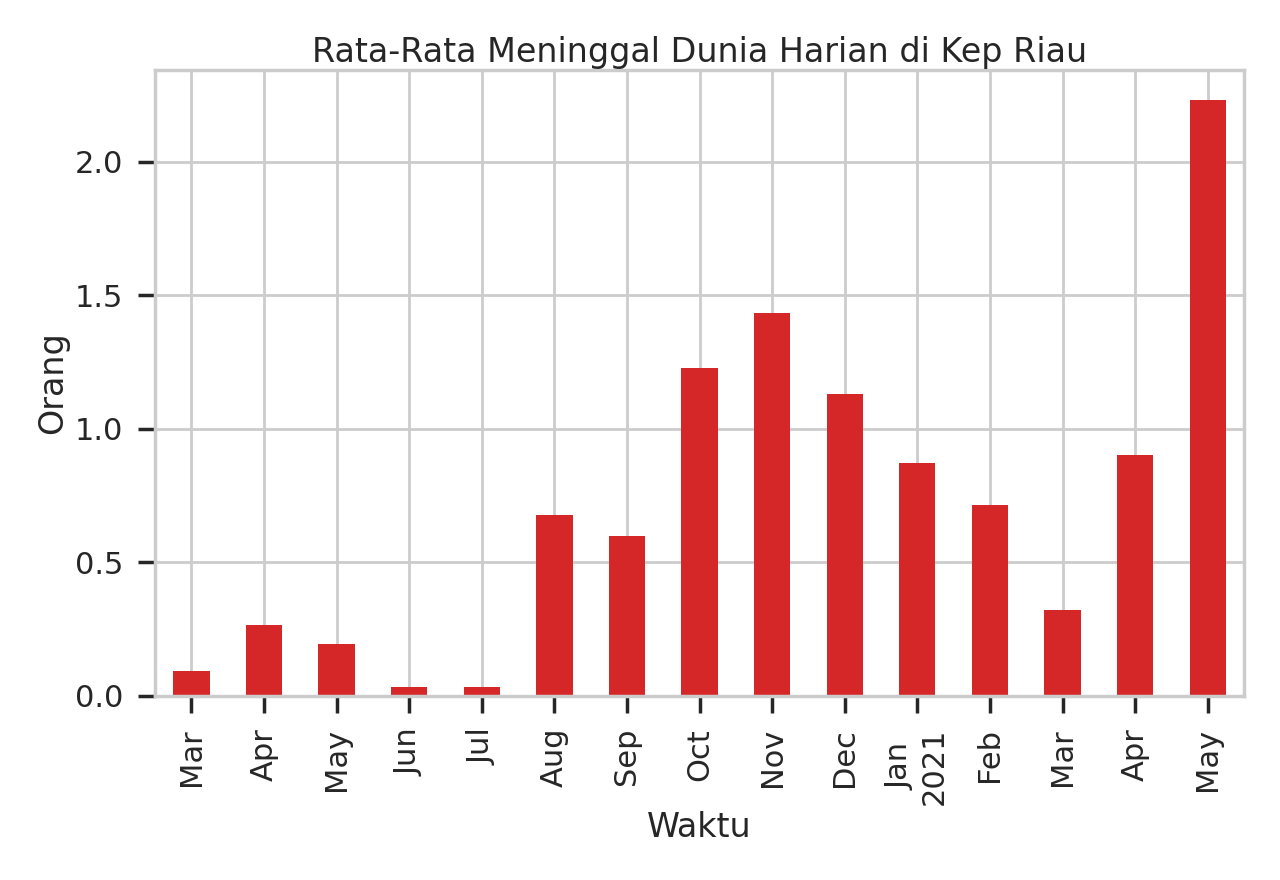 Rata-Rata Meninggal Dunia Harian di Kep Riau
Orang
2.0
1.5
1.0
0.5
0.0
Mar
Apr
May
Jun
Jul
Aug
Sep
Oct
Nov
Dec
Jan
2021
Feb
Mar
Apr
May
Waktu